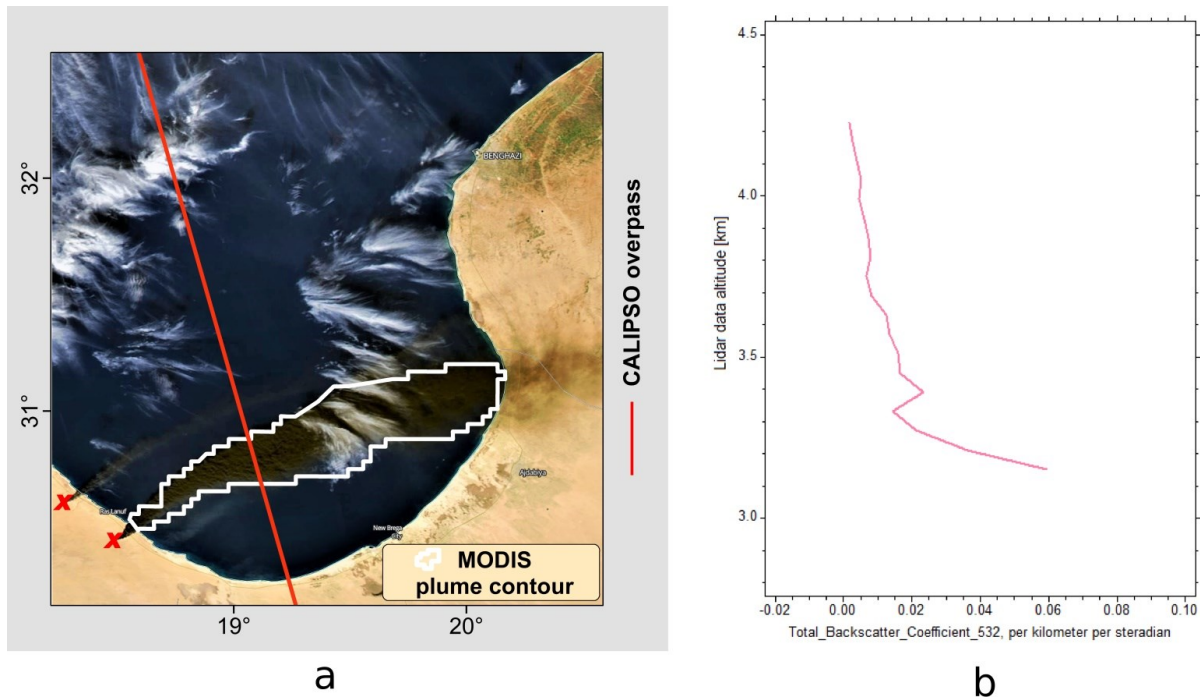 32°
31°
19°
20°
BENGHAZI
Ras Lanuf
Ajdabiya
New Brega
City
x
x
MODIS
plume contour
CALIPSO overpass
a
4.5
4.0
3.5
3.0
Lidar data altitude [km]
-0.02 0.00 0.02 0.04 0.06 0.08 0.10
Total_Backscatter_Coefficient_532, per kilometer per steradian
b